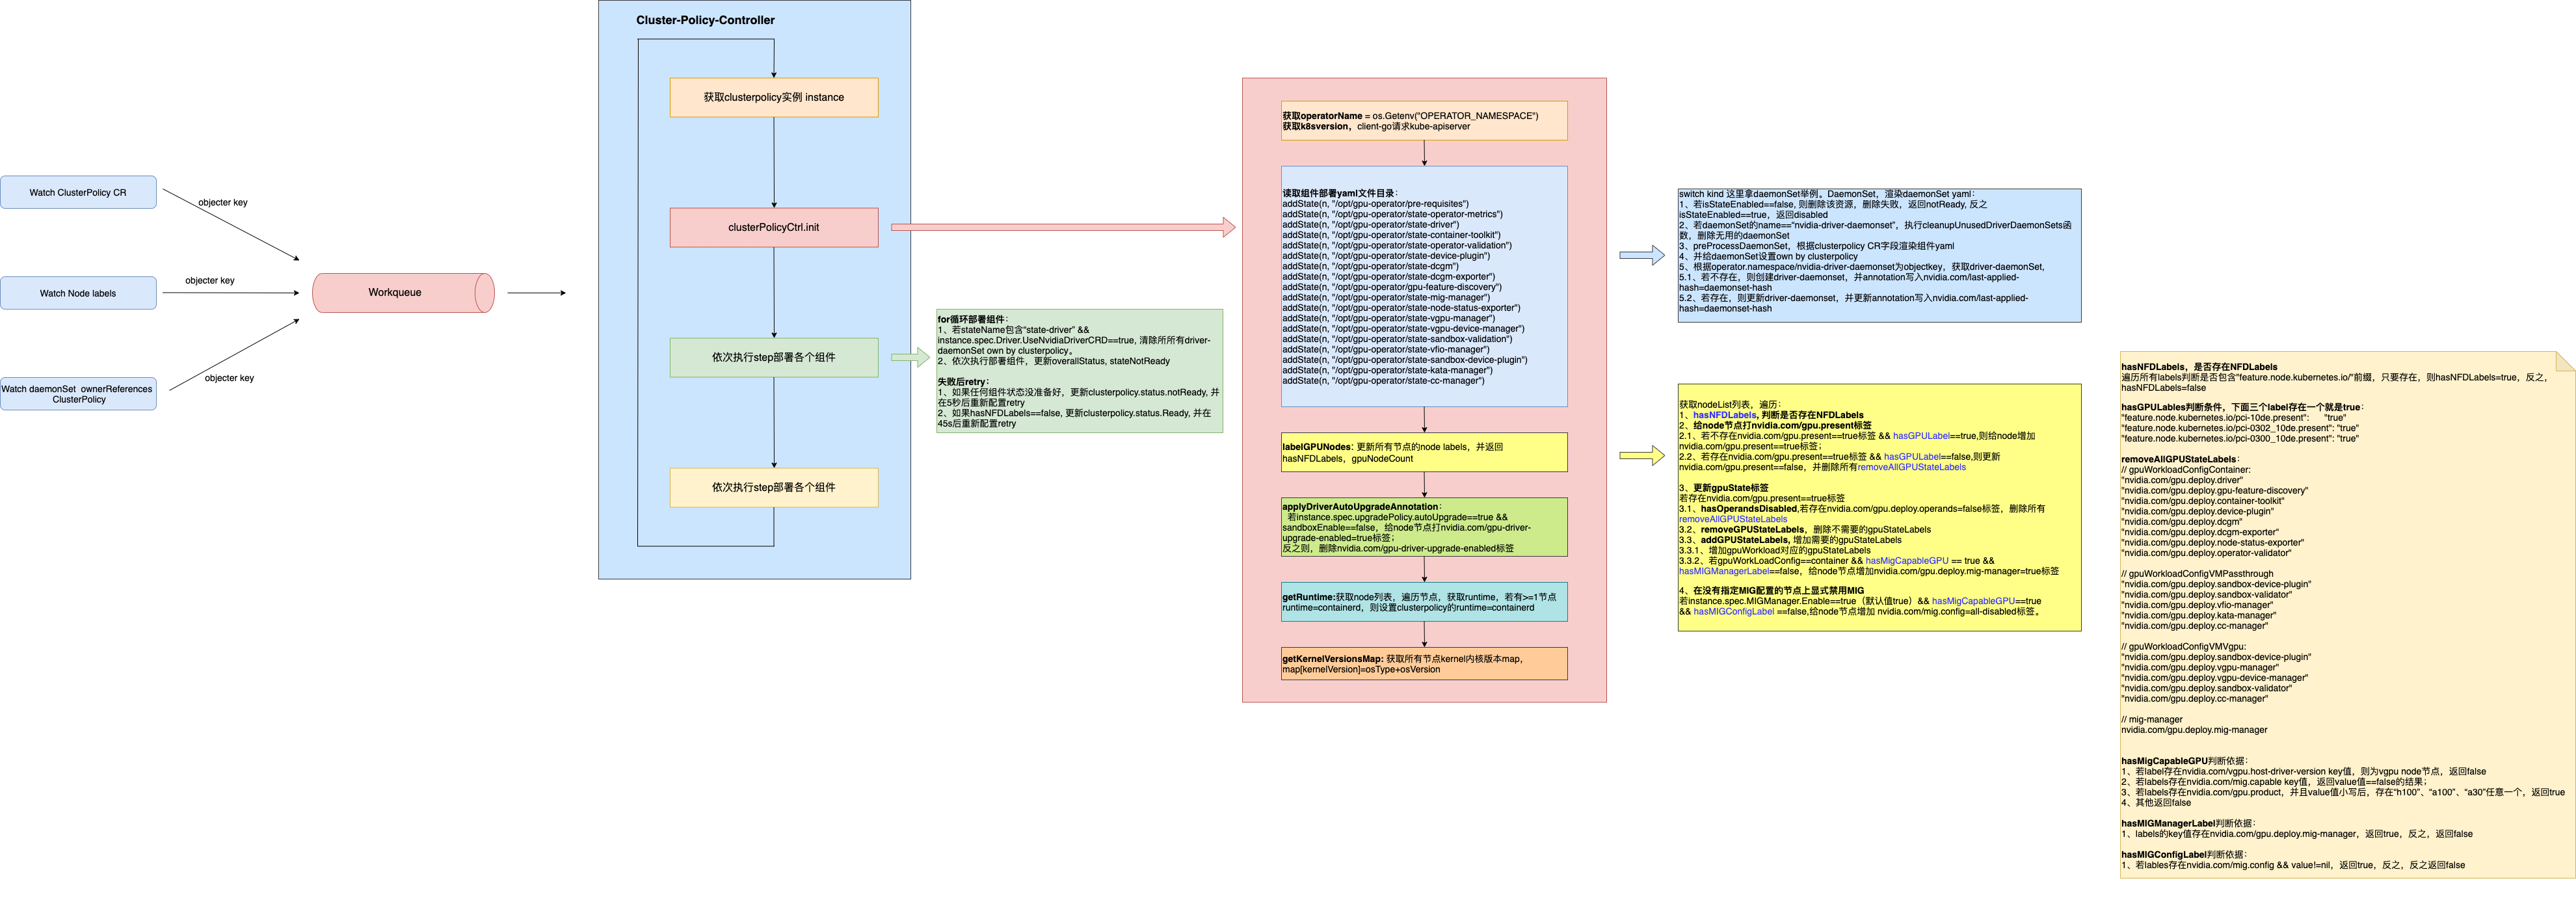 Cluster-Policy-Controller
获取clusterpolicy实例 instance
clusterPolicyCtrl.init
依次执行step部署各个组件
依次执行step部署各个组件
Watch ClusterPolicy CR
objecter key
Watch Node labels
objecter key
Watch daemonSet  ownerReferences
ClusterPolicy
objecter key
Workqueue
for循环部署组件：
1、若stateName包含“state-driver” &&
instance.spec.Driver.UseNvidiaDriverCRD==true, 清除所所有driver-
daemonSet own by clusterpolicy。
2、依次执行部署组件，更新overallStatus, stateNotReady
失败后retry：
1、如果任何组件状态没准备好，更新clusterpolicy.status.notReady, 并
在5秒后重新配置retry
2、如果hasNFDLabels==false, 更新clusterpolicy.status.Ready, 并在
45s后重新配置retry
获取operatorName = os.Getenv("OPERATOR_NAMESPACE")
获取k8sversion，client-go请求kube-apiserver
读取组件部署yaml文件目录：
addState(n, "/opt/gpu-operator/pre-requisites")
addState(n, "/opt/gpu-operator/state-operator-metrics")
addState(n, "/opt/gpu-operator/state-driver")
addState(n, "/opt/gpu-operator/state-container-toolkit")
addState(n, "/opt/gpu-operator/state-operator-validation")
addState(n, "/opt/gpu-operator/state-device-plugin")
addState(n, "/opt/gpu-operator/state-dcgm")
addState(n, "/opt/gpu-operator/state-dcgm-exporter")
addState(n, "/opt/gpu-operator/gpu-feature-discovery")
addState(n, "/opt/gpu-operator/state-mig-manager")
addState(n, "/opt/gpu-operator/state-node-status-exporter")
addState(n, "/opt/gpu-operator/state-vgpu-manager")
addState(n, "/opt/gpu-operator/state-vgpu-device-manager")
addState(n, "/opt/gpu-operator/state-sandbox-validation")
addState(n, "/opt/gpu-operator/state-vfio-manager")
addState(n, "/opt/gpu-operator/state-sandbox-device-plugin")
addState(n, "/opt/gpu-operator/state-kata-manager")
addState(n, "/opt/gpu-operator/state-cc-manager")
labelGPUNodes: 更新所有节点的node labels，并返回
hasNFDLabels，gpuNodeCount
applyDriverAutoUpgradeAnnotation：
若instance.spec.upgradePolicy.autoUpgrade==true &&
sandboxEnable==false，给node节点打nvidia.com/gpu-driver-
upgrade-enabled=true标签；
反之则，删除nvidia.com/gpu-driver-upgrade-enabled标签
getRuntime:获取node列表，遍历节点，获取runtime，若有>=1节点
runtime=containerd，则设置clusterpolicy的runtime=containerd
getKernelVersionsMap: 获取所有节点kernel内核版本map,
map[kernelVersion]=osType+osVersion
switch kind 这里拿daemonSet举例。DaemonSet，渲染daemonSet yaml：
1、若isStateEnabled==false, 则删除该资源，删除失败，返回notReady, 反之
isStateEnabled==true，返回disabled
2、若daemonSet的name=="nvidia-driver-daemonset"，执行cleanupUnusedDriverDaemonSets函
数，删除无用的daemonSet
3、preProcessDaemonSet，根据clusterpolicy CR字段渲染组件yaml
4、并给daemonSet设置own by clusterpolicy
5、根据operator.namespace/nvidia-driver-daemonset为objectkey，获取driver-daemonSet,
5.1、若不存在，则创建driver-daemonset，并annotation写入nvidia.com/last-applied-
hash=daemonset-hash
5.2、若存在，则更新driver-daemonset，并更新annotation写入nvidia.com/last-applied-
hash=daemonset-hash
获取nodeList列表，遍历：
1、hasNFDLabels, 判断是否存在NFDLabels
2、给node节点打nvidia.com/gpu.present标签
2.1、若不存在nvidia.com/gpu.present==true标签 && hasGPULabel==true,则给node增加
nvidia.com/gpu.present==true标签；
2.2、若存在nvidia.com/gpu.present==true标签 && hasGPULabel==false,则更新
nvidia.com/gpu.present==false，并删除所有removeAllGPUStateLabels
3、更新gpuState标签
若存在nvidia.com/gpu.present==true标签
3.1、hasOperandsDisabled,若存在nvidia.com/gpu.deploy.operands=false标签，删除所有
removeAllGPUStateLabels
3.2、removeGPUStateLabels，删除不需要的gpuStateLabels
3.3、addGPUStateLabels, 增加需要的gpuStateLabels
3.3.1、增加gpuWorkload对应的gpuStateLabels
3.3.2、若gpuWorkLoadConfig==container && hasMigCapableGPU == true &&
hasMIGManagerLabel==false，给node节点增加nvidia.com/gpu.deploy.mig-manager=true标签
4、在没有指定MIG配置的节点上显式禁用MIG
若instance.spec.MIGManager.Enable==true（默认值true）&& hasMigCapableGPU==true
&& hasMIGConfigLabel ==false,给node节点增加 nvidia.com/mig.config=all-disabled标签。
hasNFDLabels，是否存在NFDLabels
遍历所有labels判断是否包含“feature.node.kubernetes.io/”前缀，只要存在，则hasNFDLabels=true，反之，
hasNFDLabels=false
hasGPULables判断条件，下面三个label存在一个就是true：
"feature.node.kubernetes.io/pci-10de.present":      "true"
"feature.node.kubernetes.io/pci-0302_10de.present": "true"
"feature.node.kubernetes.io/pci-0300_10de.present": "true"
removeAllGPUStateLabels：
// gpuWorkloadConfigContainer:
"nvidia.com/gpu.deploy.driver"
"nvidia.com/gpu.deploy.gpu-feature-discovery"
"nvidia.com/gpu.deploy.container-toolkit"
"nvidia.com/gpu.deploy.device-plugin"
"nvidia.com/gpu.deploy.dcgm"
"nvidia.com/gpu.deploy.dcgm-exporter"
"nvidia.com/gpu.deploy.node-status-exporter"
"nvidia.com/gpu.deploy.operator-validator"
// gpuWorkloadConfigVMPassthrough
"nvidia.com/gpu.deploy.sandbox-device-plugin"
"nvidia.com/gpu.deploy.sandbox-validator"
"nvidia.com/gpu.deploy.vfio-manager"
"nvidia.com/gpu.deploy.kata-manager"
"nvidia.com/gpu.deploy.cc-manager"
// gpuWorkloadConfigVMVgpu:
"nvidia.com/gpu.deploy.sandbox-device-plugin"
"nvidia.com/gpu.deploy.vgpu-manager"
"nvidia.com/gpu.deploy.vgpu-device-manager"
"nvidia.com/gpu.deploy.sandbox-validator"
"nvidia.com/gpu.deploy.cc-manager"
// mig-manager
nvidia.com/gpu.deploy.mig-manager
hasMigCapableGPU判断依据：
1、若label存在nvidia.com/vgpu.host-driver-version key值，则为vgpu node节点，返回false
2、若labels存在nvidia.com/mig.capable key值，返回value值==false的结果；
3、若labels存在nvidia.com/gpu.product，并且value值小写后，存在“h100”、“a100”、“a30”任意一个，返回true
4、其他返回false
hasMIGManagerLabel判断依据：
1、labels的key值存在nvidia.com/gpu.deploy.mig-manager，返回true，反之，返回false
hasMIGConfigLabel判断依据：
1、若lables存在nvidia.com/mig.config && value!=nil，返回true，反之，反之返回false